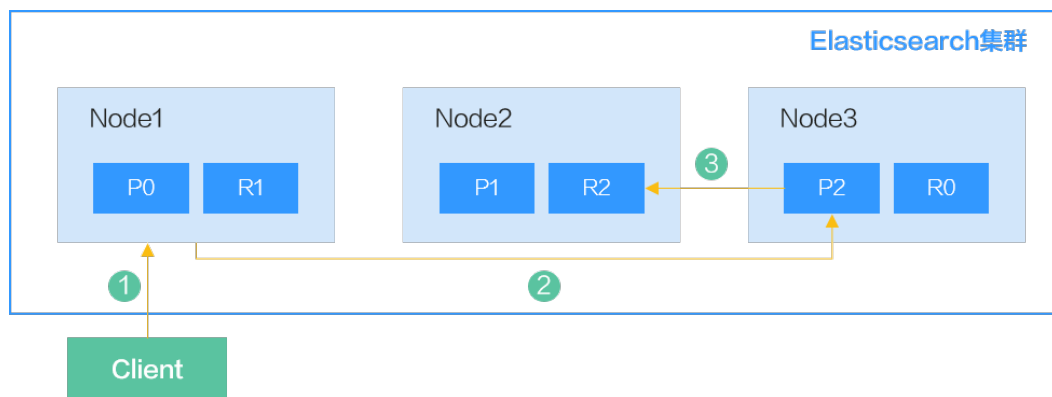 Elasticsearch集群
Node1
Node2
Node3
3
P0
R1
P1
R2
P2
R0
1
2
Client